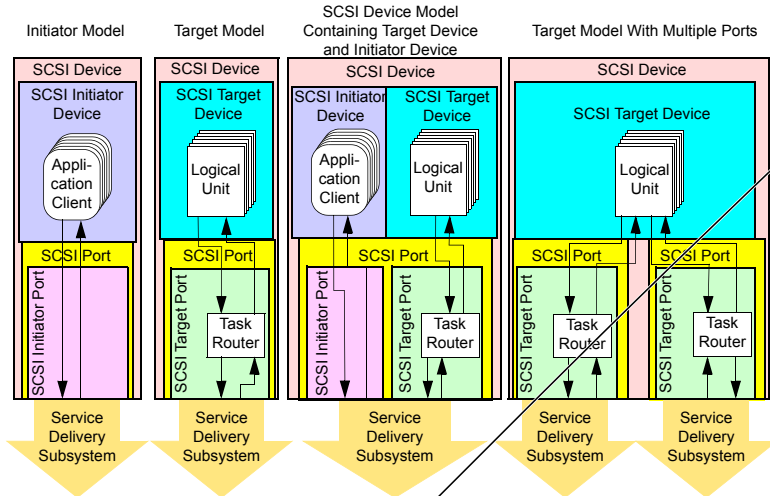 Initiator Model
SCSI Device
SCSI Initiator
Device
Appli-
cation
Client
SCSI Port
SCSI Initiator Port
Service
Delivery
Subsystem
Target Model
SCSI Device
SCSI Target
Device
Logical
Unit
SCSI Port
SCSI Target Port
Task
Router
Service
Delivery
Subsystem
SCSI Device Model
Containing Target Device
and Initiator Device
SCSI Device
SCSI Initiator
Device
SCSI Target
Device
Appli-
cation
Client
Logical
Unit
SCSI Port
SCSI Initiator Port
SCSI Target Port
Task
Router
Service
Delivery
Subsystem
Target Model With Multiple Ports
SCSI Device
SCSI Target Device
Logical
Unit
SCSI Port
SCSI Target Port
Task
Router
Service
Delivery
Subsystem
SCSI Port
SCSI Target Port
Task
Router
Service
Delivery
Subsystem